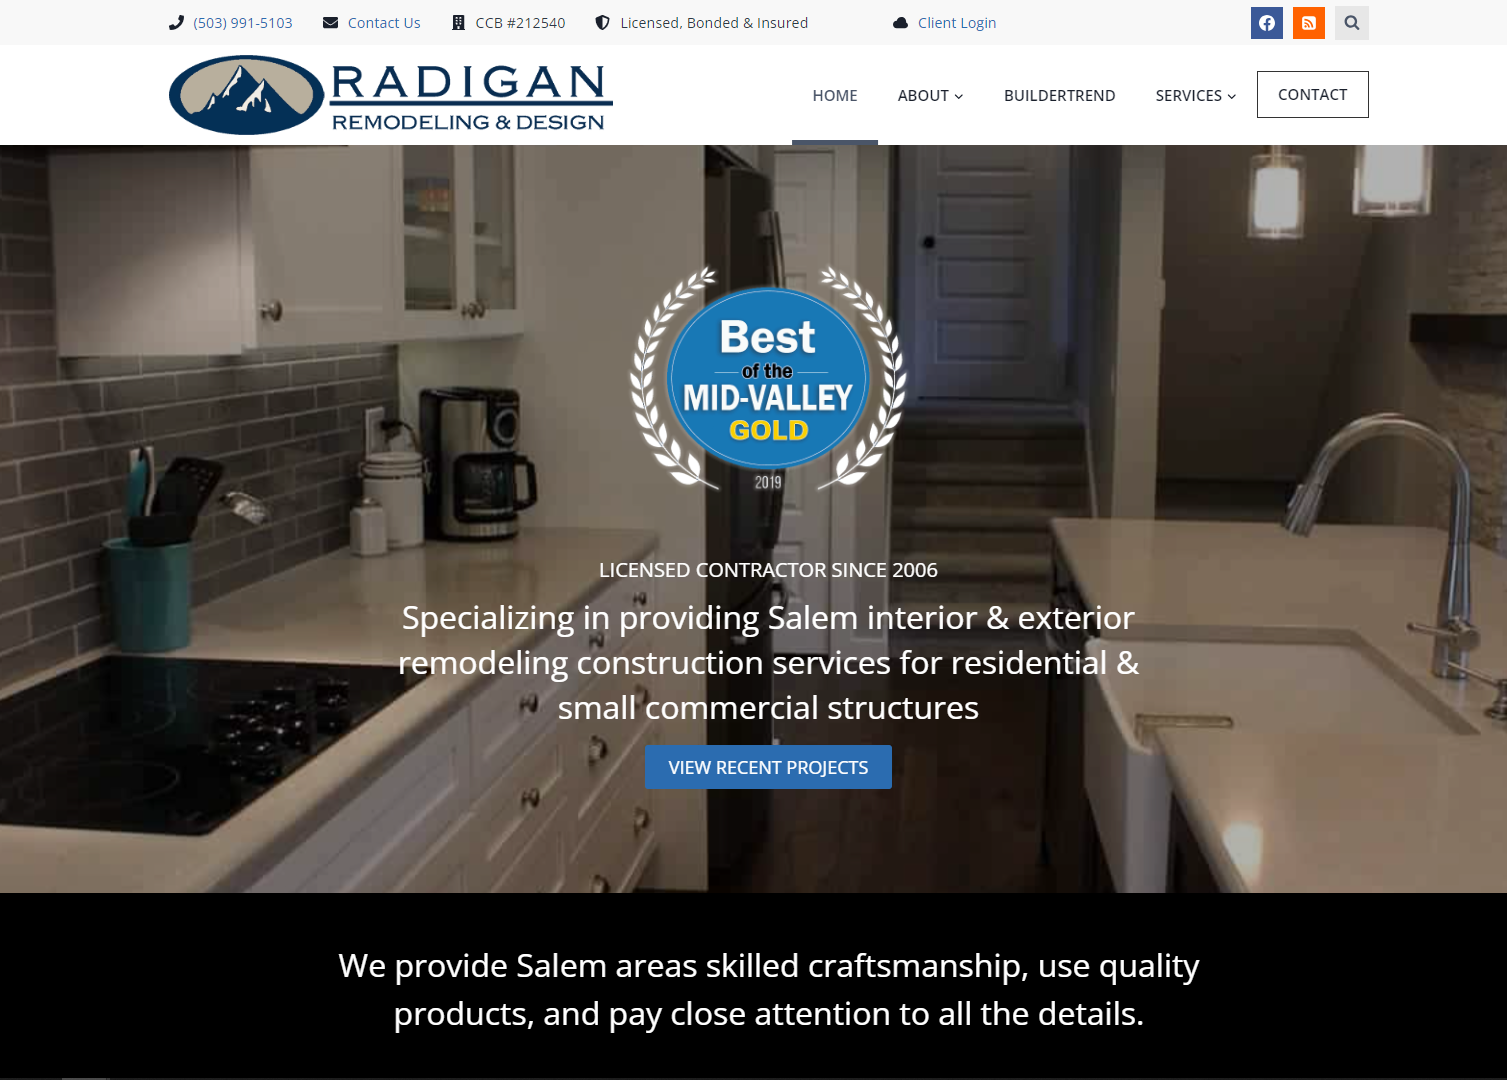 (503) 991-5103
Contact Us
CCB #212540
Licensed, Bonded & Insured
Client Login
RADIGAN
REMODELING & DESIGN
HOME
ABOUT
BUILDERTREND
SERVICES
CONTACT
Best
of the
MID-VALLEY
GOLD
2019
LICENSED CONTRACTOR SINCE 2006
Specializing in providing Salem interior & exterior
remodeling construction services for residential &
small commercial structures
VIEW RECENT PROJECTS
We provide Salem areas skilled craftsmanship, use quality
products, and pay close attention to all the details.